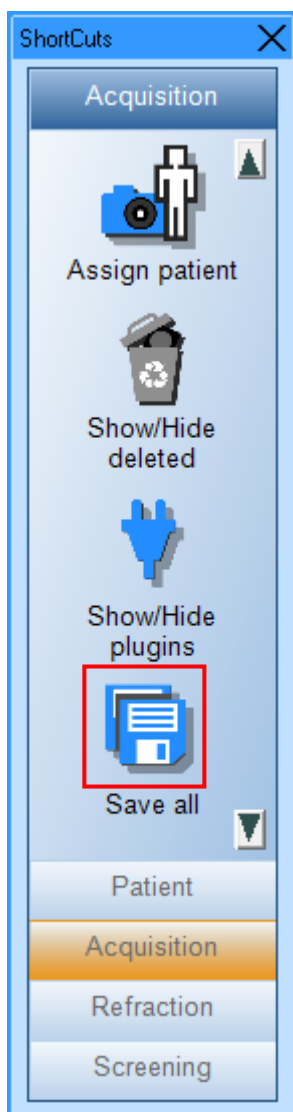 ShortCuts
Acquisition
Assign patient
Show/Hide
deleted
Show/Hide
plugins
Save all
Patient
Acquisition
Refraction
Screening